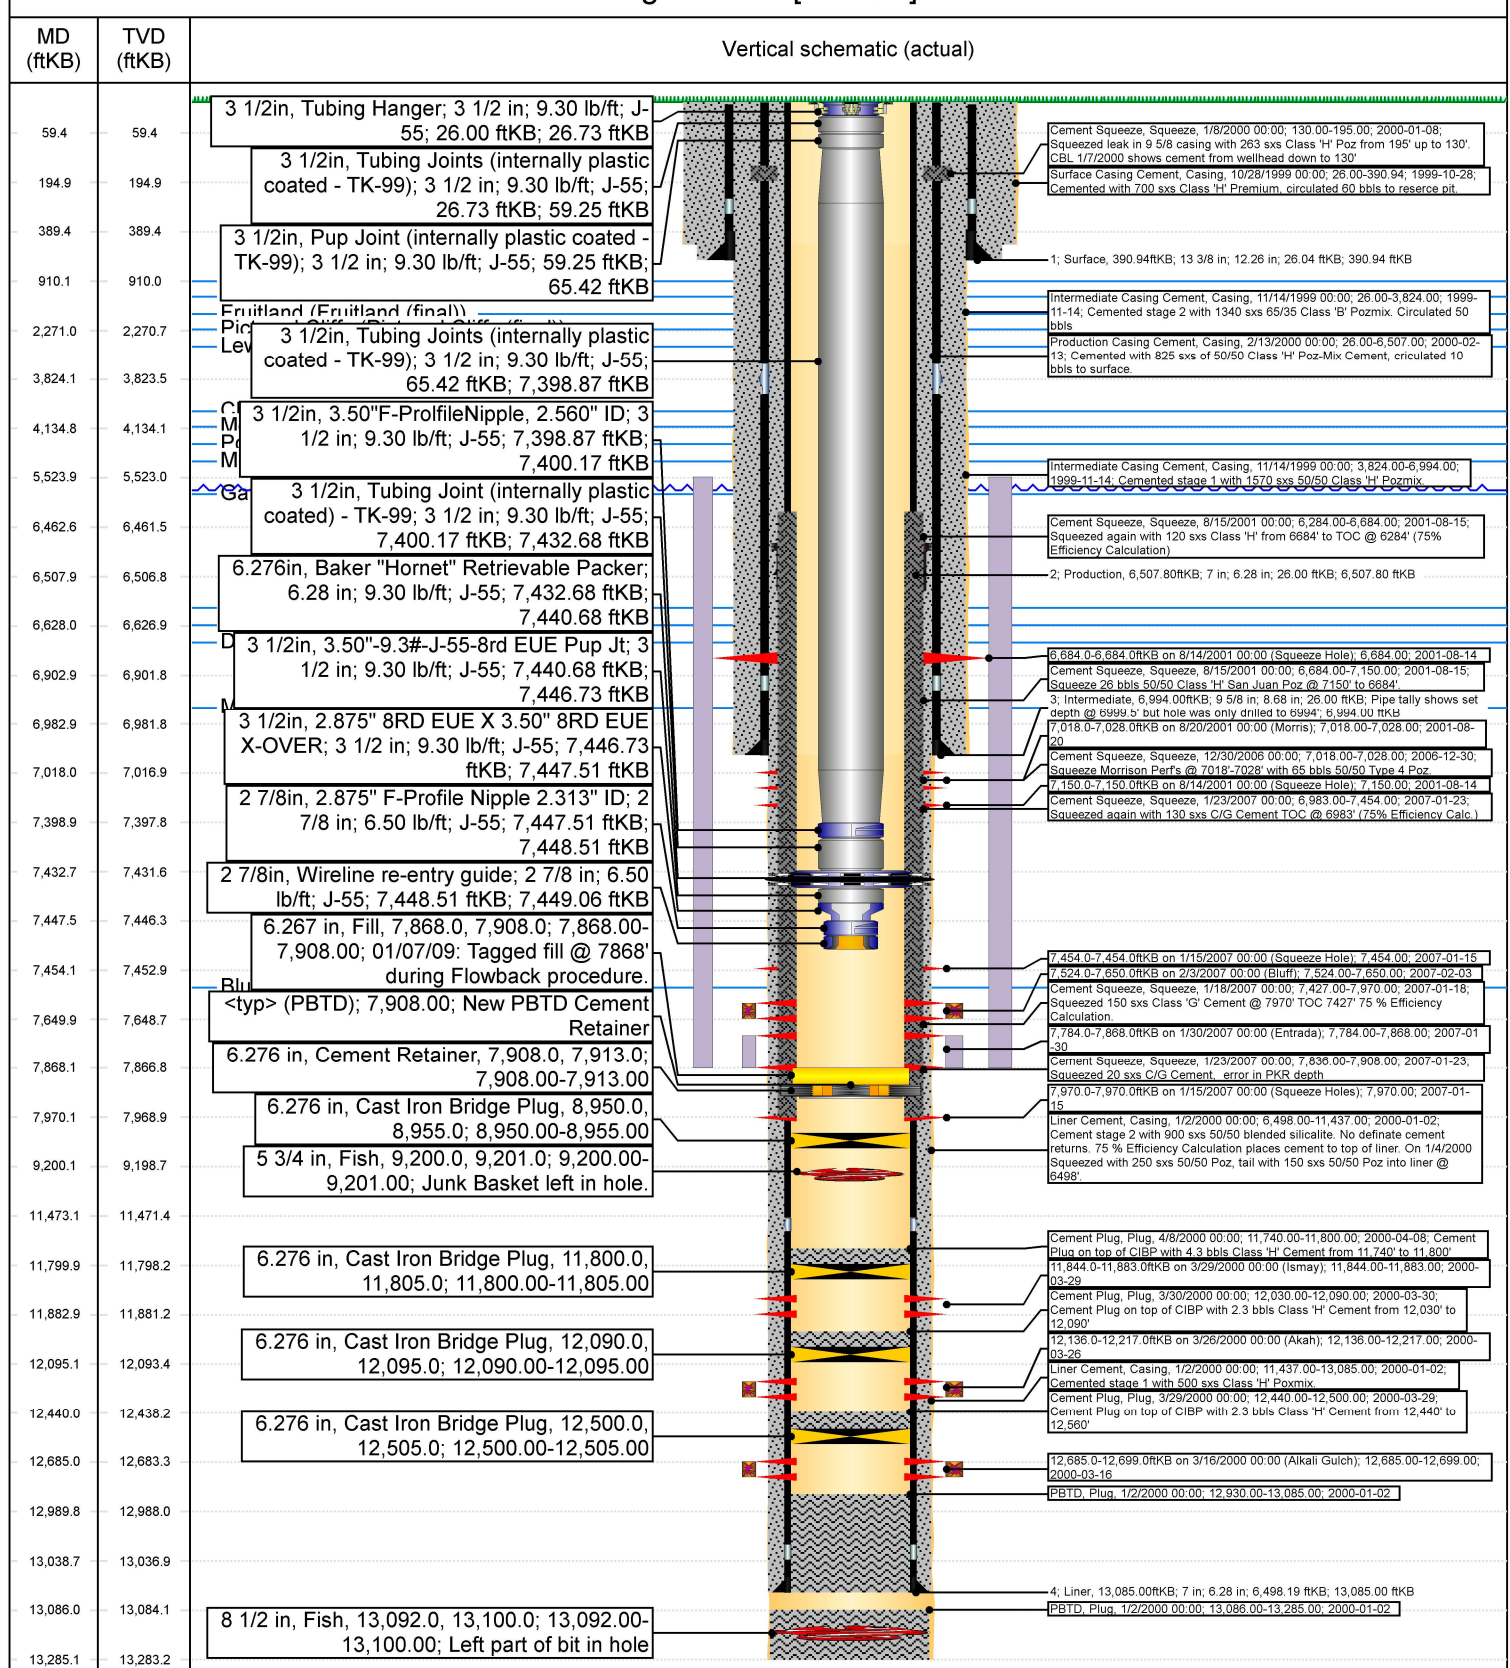 MD
(ftKB)
TVD
(ftKB)
Vertical schematic (actual)
59.4
59.4
194.9
194.9
389.4
389.4
910.1
910.0
2,271.0
2,270.7
3,824.1
3,823.5
4,134.8
4,134.1
5,523.9
5,523.0
6,462.6
6,461.5
6,507.9
6,506.8
6,628.0
6,626.9
6,902.9
6,901.8
6,982.9
6,981.8
7,018.0
7,016.9
7,398.9
7,397.8
7,432.7
7,431.6
7,447.5
7,446.3
7,454.1
7,452.9
7,649.9
7,648.7
7,868.1
7,866.8
7,970.1
7,968.9
9,200.1
9,198.7
11,473.1
11,471.4
11,799.9
11,798.2
11,882.9
11,881.2
12,095.1
12,093.4
12,440.0
12,438.2
12,685.0
12,683.3
12,989.8
12,988.0
13,038.7
13,036.9
13,086.0
13,084.1
13,285.1
13,283.2
3 1/2in, Tubing Hanger; 3 1/2 in; 9.30 lb/ft; J-
55; 26.00 ftKB; 26.73 ftKB
3 1/2in, Tubing Joints (internally plastic
coated - TK-99); 3 1/2 in; 9.30 lb/ft; J-55;
26.73 ftKB; 59.25 ftKB
3 1/2in, Pup Joint (internally plastic coated -
TK-99); 3 1/2 in; 9.30 lb/ft; J-55; 59.25 ftKB;
65.42 ftKB
Fruitland (Fruitland (final))
3 1/2in, Tubing Joints (internally plastic
coated - TK-99); 3 1/2 in; 9.30 lb/ft; J-55;
65.42 ftKB; 7,398.87 ftKB
3 1/2in, 3.50"F-ProlfileNipple, 2.560" ID; 3
1/2 in; 9.30 lb/ft; J-55; 7,398.87 ftKB;
7,400.17 ftKB
3 1/2in, Tubing Joint (internally plastic
coated) - TK-99; 3 1/2 in; 9.30 lb/ft; J-55;
7,400.17 ftKB; 7,432.68 ftKB
6.276in, Baker "Hornet" Retrievable Packer;
6.28 in; 9.30 lb/ft; J-55; 7,432.68 ftKB;
7,440.68 ftKB
3 1/2in, 3.50"-9.3#-J-55-8rd EUE Pup Jt; 3
1/2 in; 9.30 lb/ft; J-55; 7,440.68 ftKB;
7,446.73 ftKB
3 1/2in, 2.875" 8RD EUE X 3.50" 8RD EUE
X-OVER; 3 1/2 in; 9.30 lb/ft; J-55; 7,446.73
ftKB; 7,447.51 ftKB
2 7/8in, 2.875" F-Profile Nipple 2.313" ID; 2
7/8 in; 6.50 lb/ft; J-55; 7,447.51 ftKB;
7,448.51 ftKB
2 7/8in, Wireline re-entry guide; 2 7/8 in; 6.50
lb/ft; J-55; 7,448.51 ftKB; 7,449.06 ftKB
6.267 in, Fill, 7,868.0, 7,908.0; 7,868.00-
7,908.00; 01/07/09: Tagged fill @ 7868'
during Flowback procedure.
<typ> (PBTD); 7,908.00; New PBTD Cement
Retainer
6.276 in, Cement Retainer, 7,908.0, 7,913.0;
7,908.00-7,913.00
6.276 in, Cast Iron Bridge Plug, 8,950.0,
8,955.0; 8,950.00-8,955.00
5 3/4 in, Fish, 9,200.0, 9,201.0; 9,200.00-
9,201.00; Junk Basket left in hole.
6.276 in, Cast Iron Bridge Plug, 11,800.0,
11,805.0; 11,800.00-11,805.00
6.276 in, Cast Iron Bridge Plug, 12,090.0,
12,095.0; 12,090.00-12,095.00
6.276 in, Cast Iron Bridge Plug, 12,500.0,
12,505.0; 12,500.00-12,505.00
8 1/2 in, Fish, 13,092.0, 13,100.0; 13,092.00-
13,100.00; Left part of bit in hole
Cement Squeeze, Squeeze, 1/8/2000 00:00; 130.00-195.00; 2000-01-08;
Squeezed leak in 9 5/8 casing with 263 sxs Class 'H' Poz from 195' up to 130'.
CBL 1/7/2000 shows cement from wellhead down to 130'
Surface Casing Cement, Casing, 10/28/1999 00:00; 26.00-390.94; 1999-10-28;
Cemented with 700 sxs Class 'H' Premium, circulated 60 bbls to reserce pit.
1; Surface, 390.94ftKB; 13 3/8 in; 12.26 in; 26.04 ftKB; 390.94 ftKB
Intermediate Casing Cement, Casing, 11/14/1999 00:00; 26.00-3,824.00; 1999-
11-14; Cemented stage 2 with 1340 sxs 65/35 Class 'B' Pozmix. Circulated 50
bbls
Production Casing Cement, Casing, 2/13/2000 00:00; 26.00-6,507.00; 2000-02-
13; Cemented with 825 sxs of 50/50 Class 'H' Poz-Mix Cement, criculated 10
bbls to surface.
Intermediate Casing Cement, Casing, 11/14/1999 00:00; 3,824.00-6,994.00;
1999-11-14; Cemented stage 1 with 1570 sxs 50/50 Class 'H' Pozmix.
Cement Squeeze, Squeeze, 8/15/2001 00:00; 6,284.00-6,684.00; 2001-08-15;
Squeezed again with 120 sxs Class 'H' from 6684' to TOC @ 6284' (75%
Efficiency Calculation)
2; Production, 6,507.80ftKB; 7 in; 6.28 in; 26.00 ftKB; 6,507.80 ftKB
6,684.0-6,684.0ftKB on 8/14/2001 00:00 (Squeeze Hole); 6,684.00; 2001-08-14
Cement Squeeze, Squeeze, 8/15/2001 00:00; 6,684.00-7,150.00; 2001-08-15;
Squeeze 26 bbls 50/50 Class 'H' San Juan Poz @ 7150' to 6684'.
3; Intermediate, 6,994.00ftKB; 9 5/8 in; 8.68 in; 26.00 ftKB; Pipe tally shows set
depth @ 6999.5' but hole was only drilled to 6994'; 6,994.00 ftKB
7,018.0-7,028.0ftKB on 8/20/2001 00:00 (Morris); 7,018.00-7,028.00; 2001-08-
20
Cement Squeeze, Squeeze, 12/30/2006 00:00; 7,018.00-7,028.00; 2006-12-30;
Squeeze Morrison Perf's @ 7018'-7028' with 65 bbls 50/50 Type 4 Poz.
7,150.0-7,150.0ftKB on 8/14/2001 00:00 (Squeeze Hole); 7,150.00; 2001-08-14
Cement Squeeze, Squeeze, 1/23/2007 00:00; 6,983.00-7,454.00; 2007-01-23;
Squeezed again with 130 sxs C/G Cement TOC @ 6983' (75% Efficiency Calc.)
7,454.0-7,454.0ftKB on 1/15/2007 00:00 (Squeeze Hole); 7,454.00; 2007-01-15
7,524.0-7,650.0ftKB on 2/3/2007 00:00 (Bluff); 7,524.00-7,650.00; 2007-02-03
Cement Squeeze, Squeeze, 1/18/2007 00:00; 7,427.00-7,970.00; 2007-01-18;
Squeezed 150 sxs Class 'G' Cement @ 7970' TOC 7427' 75 % Efficiency
Calculation.
7,784.0-7,868.0ftKB on 1/30/2007 00:00 (Entrada); 7,784.00-7,868.00; 2007-01
-30
Cement Squeeze, Squeeze, 1/23/2007 00:00; 7,836.00-7,908.00; 2007-01-23;
Squeezed 20 sxs C/G Cement, error in PKR depth
7,970.0-7,970.0ftKB on 1/15/2007 00:00 (Squeeze Holes); 7,970.00; 2007-01-
15
Liner Cement, Casing, 1/2/2000 00:00; 6,498.00-11,437.00; 2000-01-02;
Cement stage 2 with 900 sxs 50/50 blended silicalite. No definate cement
returns. 75 % Efficiency Calculation places cement to top of liner. On 1/4/2000
Squeezed with 250 sxs 50/50 Poz, tail with 150 sxs 50/50 Poz into liner @
6498'.
Cement Plug, Plug, 4/8/2000 00:00; 11,740.00-11,800.00; 2000-04-08; Cement
Plug on top of CIBP with 4.3 bbls Class 'H' Cement from 11,740' to 11,800'
11,844.0-11,883.0ftKB on 3/29/2000 00:00 (Ismay); 11,844.00-11,883.00; 2000-
03-29
Cement Plug, Plug, 3/30/2000 00:00; 12,030.00-12,090.00; 2000-03-30;
Cement Plug on top of CIBP with 2.3 bbls Class 'H' Cement from 12,030' to
12,090'
12,136.0-12,217.0ftKB on 3/26/2000 00:00 (Akah); 12,136.00-12,217.00; 2000-
03-26
Liner Cement, Casing, 1/2/2000 00:00; 11,437.00-13,085.00; 2000-01-02;
Cemented stage 1 with 500 sxs Class 'H' Poxmix.
Cement Plug, Plug, 3/29/2000 00:00; 12,440.00-12,500.00; 2000-03-29;
Cement Plug on top of CIBP with 2.3 bbls Class 'H' Cement from 12,440' to
12,560'
12,685.0-12,699.0ftKB on 3/16/2000 00:00 (Alkali Gulch); 12,685.00-12,699.00;
2000-03-16
PBTD, Plug, 1/2/2000 00:00; 12,930.00-13,085.00; 2000-01-02
4; Liner, 13,085.00ftKB; 7 in; 6.28 in; 6,498.19 ftKB; 13,085.00 ftKB
PBTD, Plug, 1/2/2000 00:00; 13,086.00-13,285.00; 2000-01-02